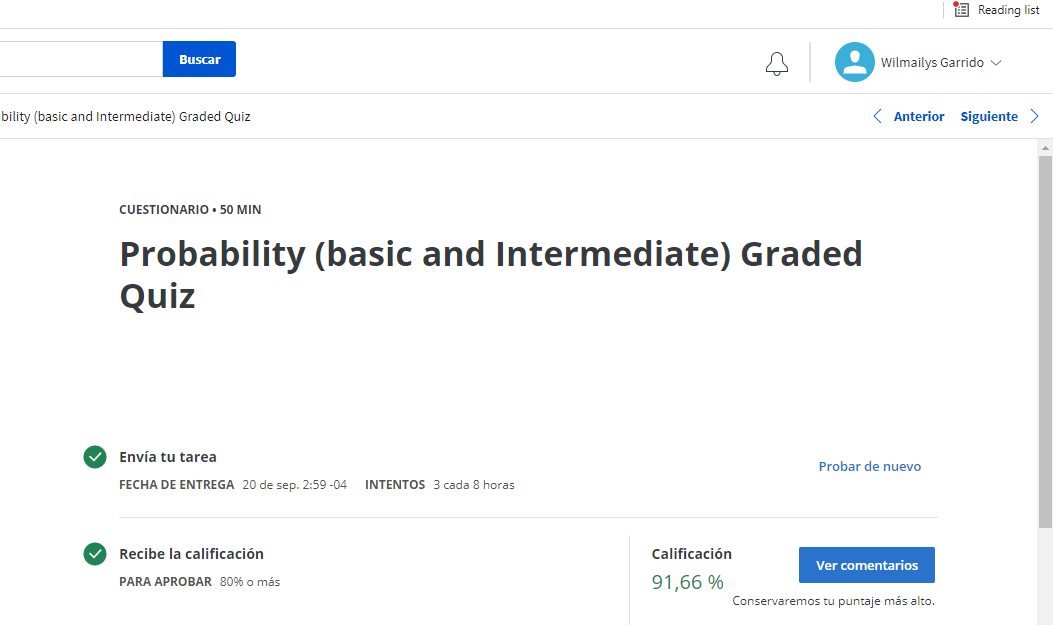 Reading list
Buscar
Wilmailys Garrido
bility (basic and Intermediate) Graded Quiz
Anterior Siguiente
CUESTIONARIO • 50 MIN
Probability (basic and Intermediate) Graded
Quiz
Envía tu tarea
Probar de nuevo
FECHA DE ENTREGA 20 de sep. 2:59 -04 INTENTOS 3 cada 8 horas
Recibe la calificación
PARA APROBAR 80% o más
Calificación
91,66 %
Ver comentarios
Conservaremos tu puntaje más alto.